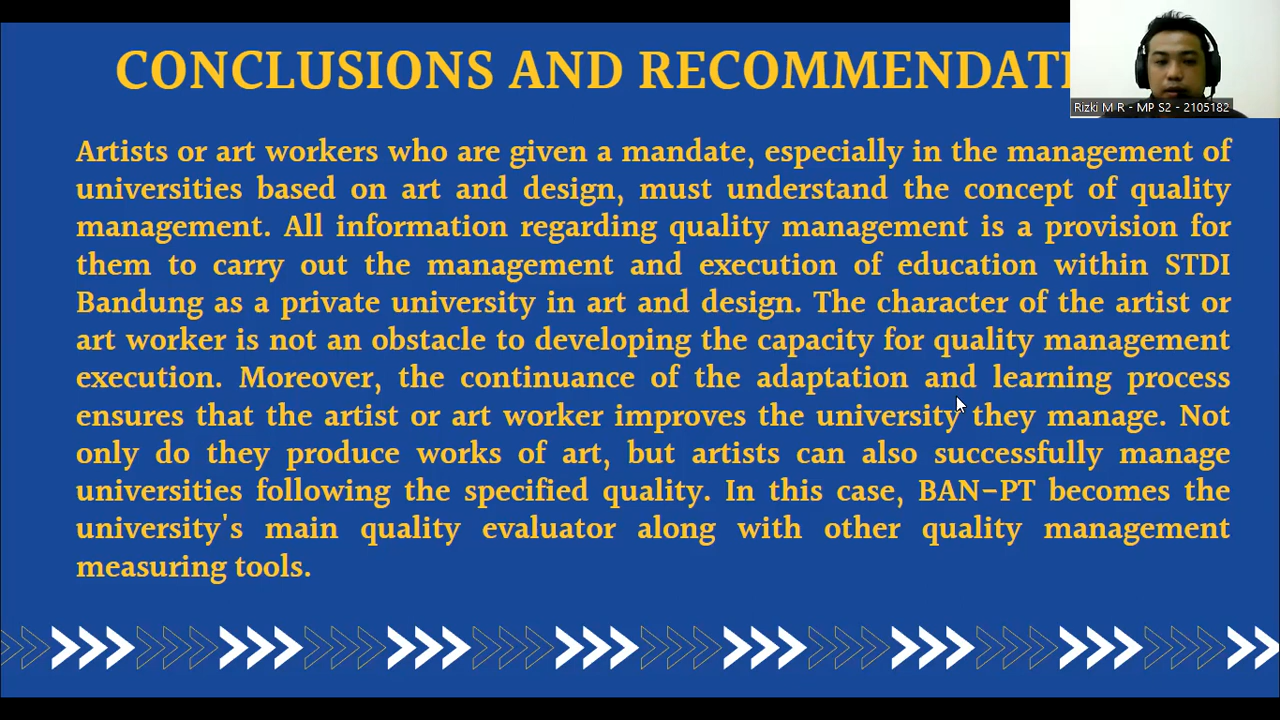 CONCLUSIONS AND RECOMMENDAT
Rizki M R - MP S2 - 2105182
Artists or art workers who are given a mandate, especially in the management of
universities based on art and design, must understand the concept of quality
management. All information regarding quality management is a provision for
them to carry out the management and execution of education within STDI
Bandung as a private university in art and design. The character of the artist or
art worker is not an obstacle to developing the capacity for quality management
execution. Moreover, the continuance of the adaptation and learning process
ensures that the artist or art worker improves the university they manage. Not
only do they produce works of art, but artists can also successfully manage
universities following the specified quality. In this case, BAN-PT becomes the
university's main quality evaluator along with other quality management
measuring tools.